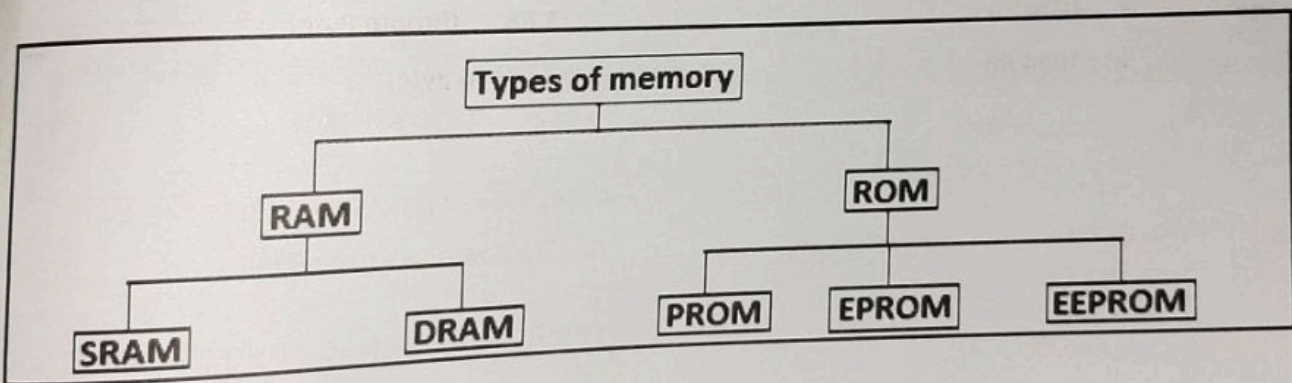 Types of memory
RAM
ROM
SRAM
DRAM
PROM
EPROM
EEPROM